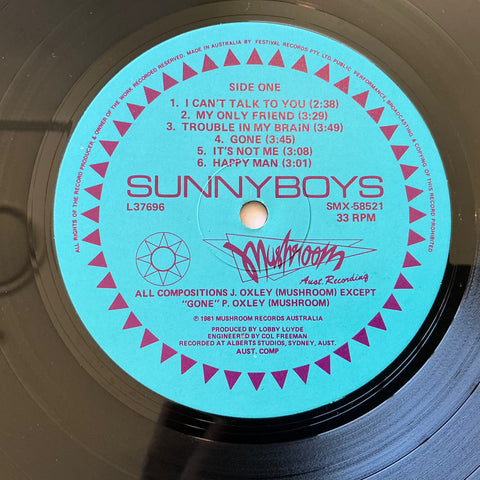 ALL RIGHTS OF THE RECORD PRODUCER & OWNER OF THE WORK RECORDED RESERVED. MADE IN AUSTRALIA BY FESTIVAL RECORDS PTY. LTD. PUBLIC PERFORMANCE, BROADCASTING & COPYING OF THIS RECORD PROHIBITED
SIDE ONE
1. I CAN'T TALK TO YOU (2:38)
2. MY ONLY FRIEND (3:29)
3. TROUBLE IN MY BRAIN (3:49)
4. GONE (3:45)
5. IT'S NOT ME (3:08)
6. HAPPY MAN (3:01)
SUNNYBOYS
L37696 SMX-58521
33 RPM
Mushroom
Aust. Recording
ALL COMPOSITIONS J. OXLEY (MUSHROOM) EXCEPT
"GONE" P. OXLEY (MUSHROOM)
℗ 1981 MUSHROOM RECORDS AUSTRALIA
PRODUCED BY LOBBY LOYDE
ENGINEERED BY COL FREEMAN
RECORDED AT ALBERTS STUDIOS, SYDNEY, AUST.
AUST. COMP